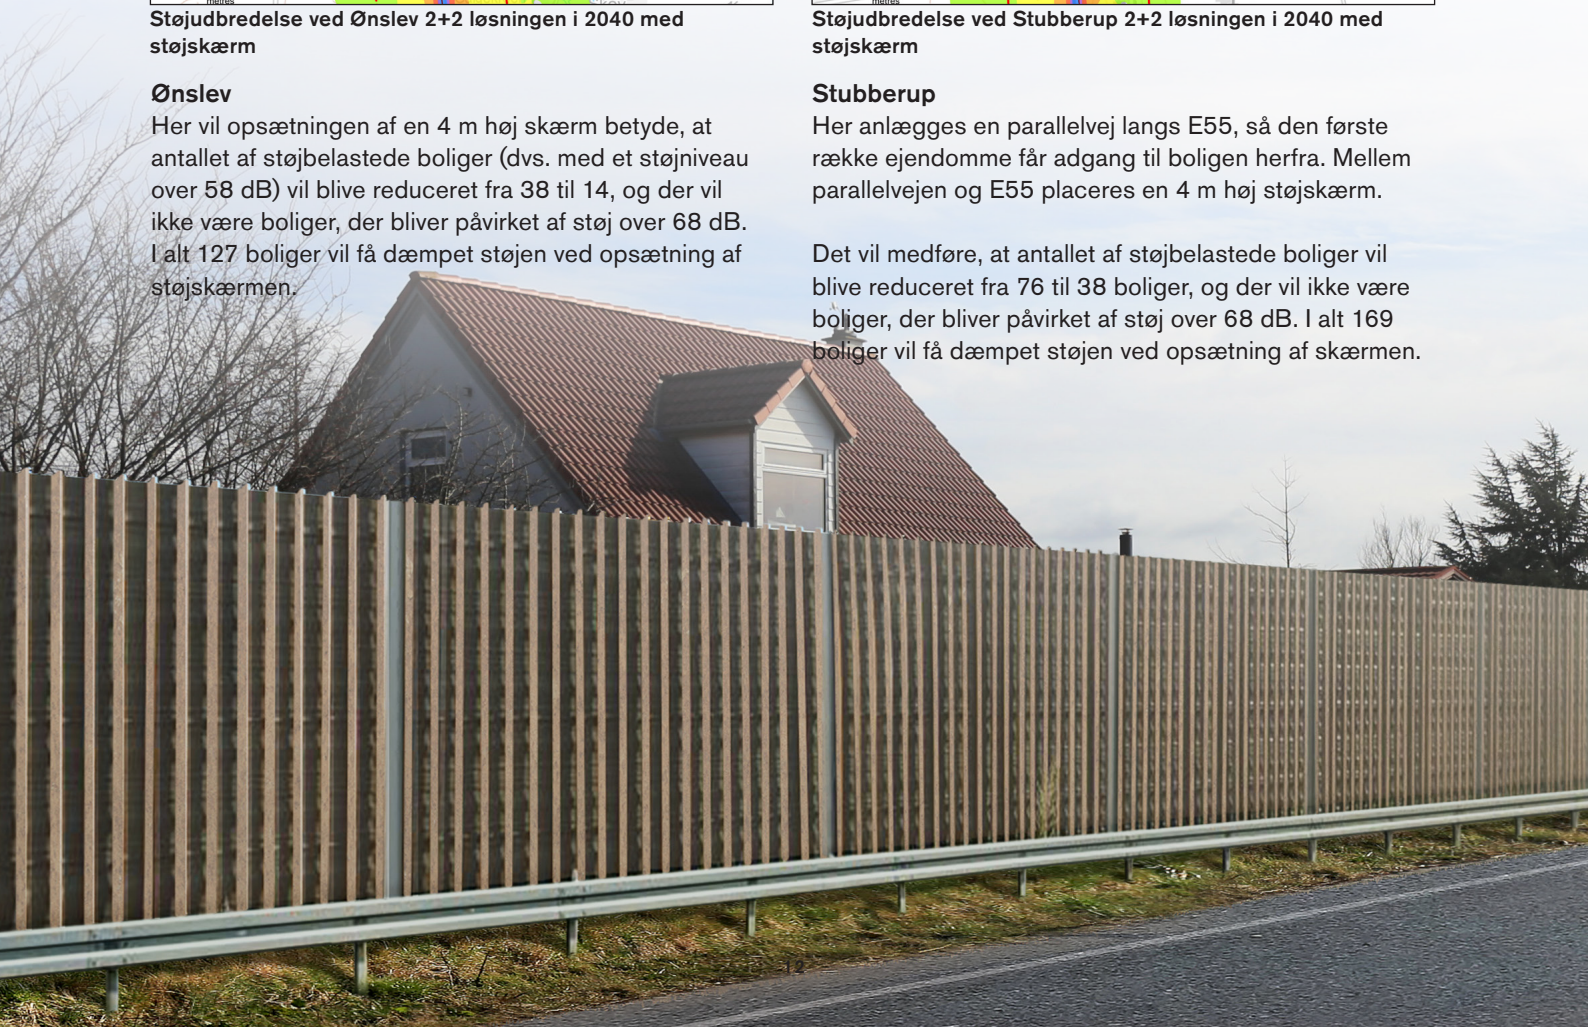 metres
Støjudbredelse ved Ønslev 2+2 løsningen i 2040 med
støjskærm
Ønslev
Her vil opsætningen af en 4 m høj skærm betyde, at
antallet af støjbelastede boliger (dvs. med et støjniveau
over 58 dB) vil blive reduceret fra 38 til 14, og der vil
ikke være boliger, der bliver påvirket af støj over 68 dB.
I alt 127 boliger vil få dæmpet støjen ved opsætning af
støjskærmen.
metres
Støjudbredelse ved Stubberup 2+2 løsningen i 2040 med
støjskærm
Stubberup
Her anlægges en parallelvej langs E55, så den første
række ejendomme får adgang til boligen herfra. Mellem
parallelvejen og E55 placeres en 4 m høj støjskærm.
Det vil medføre, at antallet af støjbelastede boliger vil
blive reduceret fra 76 til 38 boliger, og der vil ikke være
boliger, der bliver påvirket af støj over 68 dB. I alt 169
boliger vil få dæmpet støjen ved opsætning af skærmen.
12